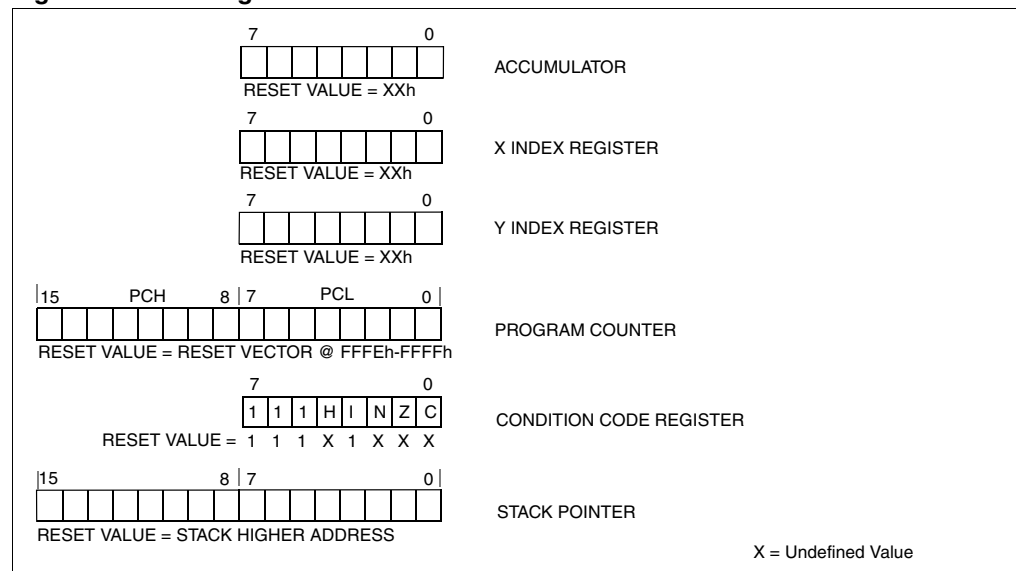 7 0
ACCUMULATOR
RESET VALUE = XXh
7 0
X INDEX REGISTER
RESET VALUE = XXh
7 0
Y INDEX REGISTER
RESET VALUE = XXh
15 PCH 8 7 PCL 0
PROGRAM COUNTER
RESET VALUE = RESET VECTOR @ FFFEh-FFFFh
7 0
1 1 1 H I N Z C
CONDITION CODE REGISTER
RESET VALUE = 1 1 1 X 1 X X X
15 8 7 0
STACK POINTER
RESET VALUE = STACK HIGHER ADDRESS
X = Undefined Value